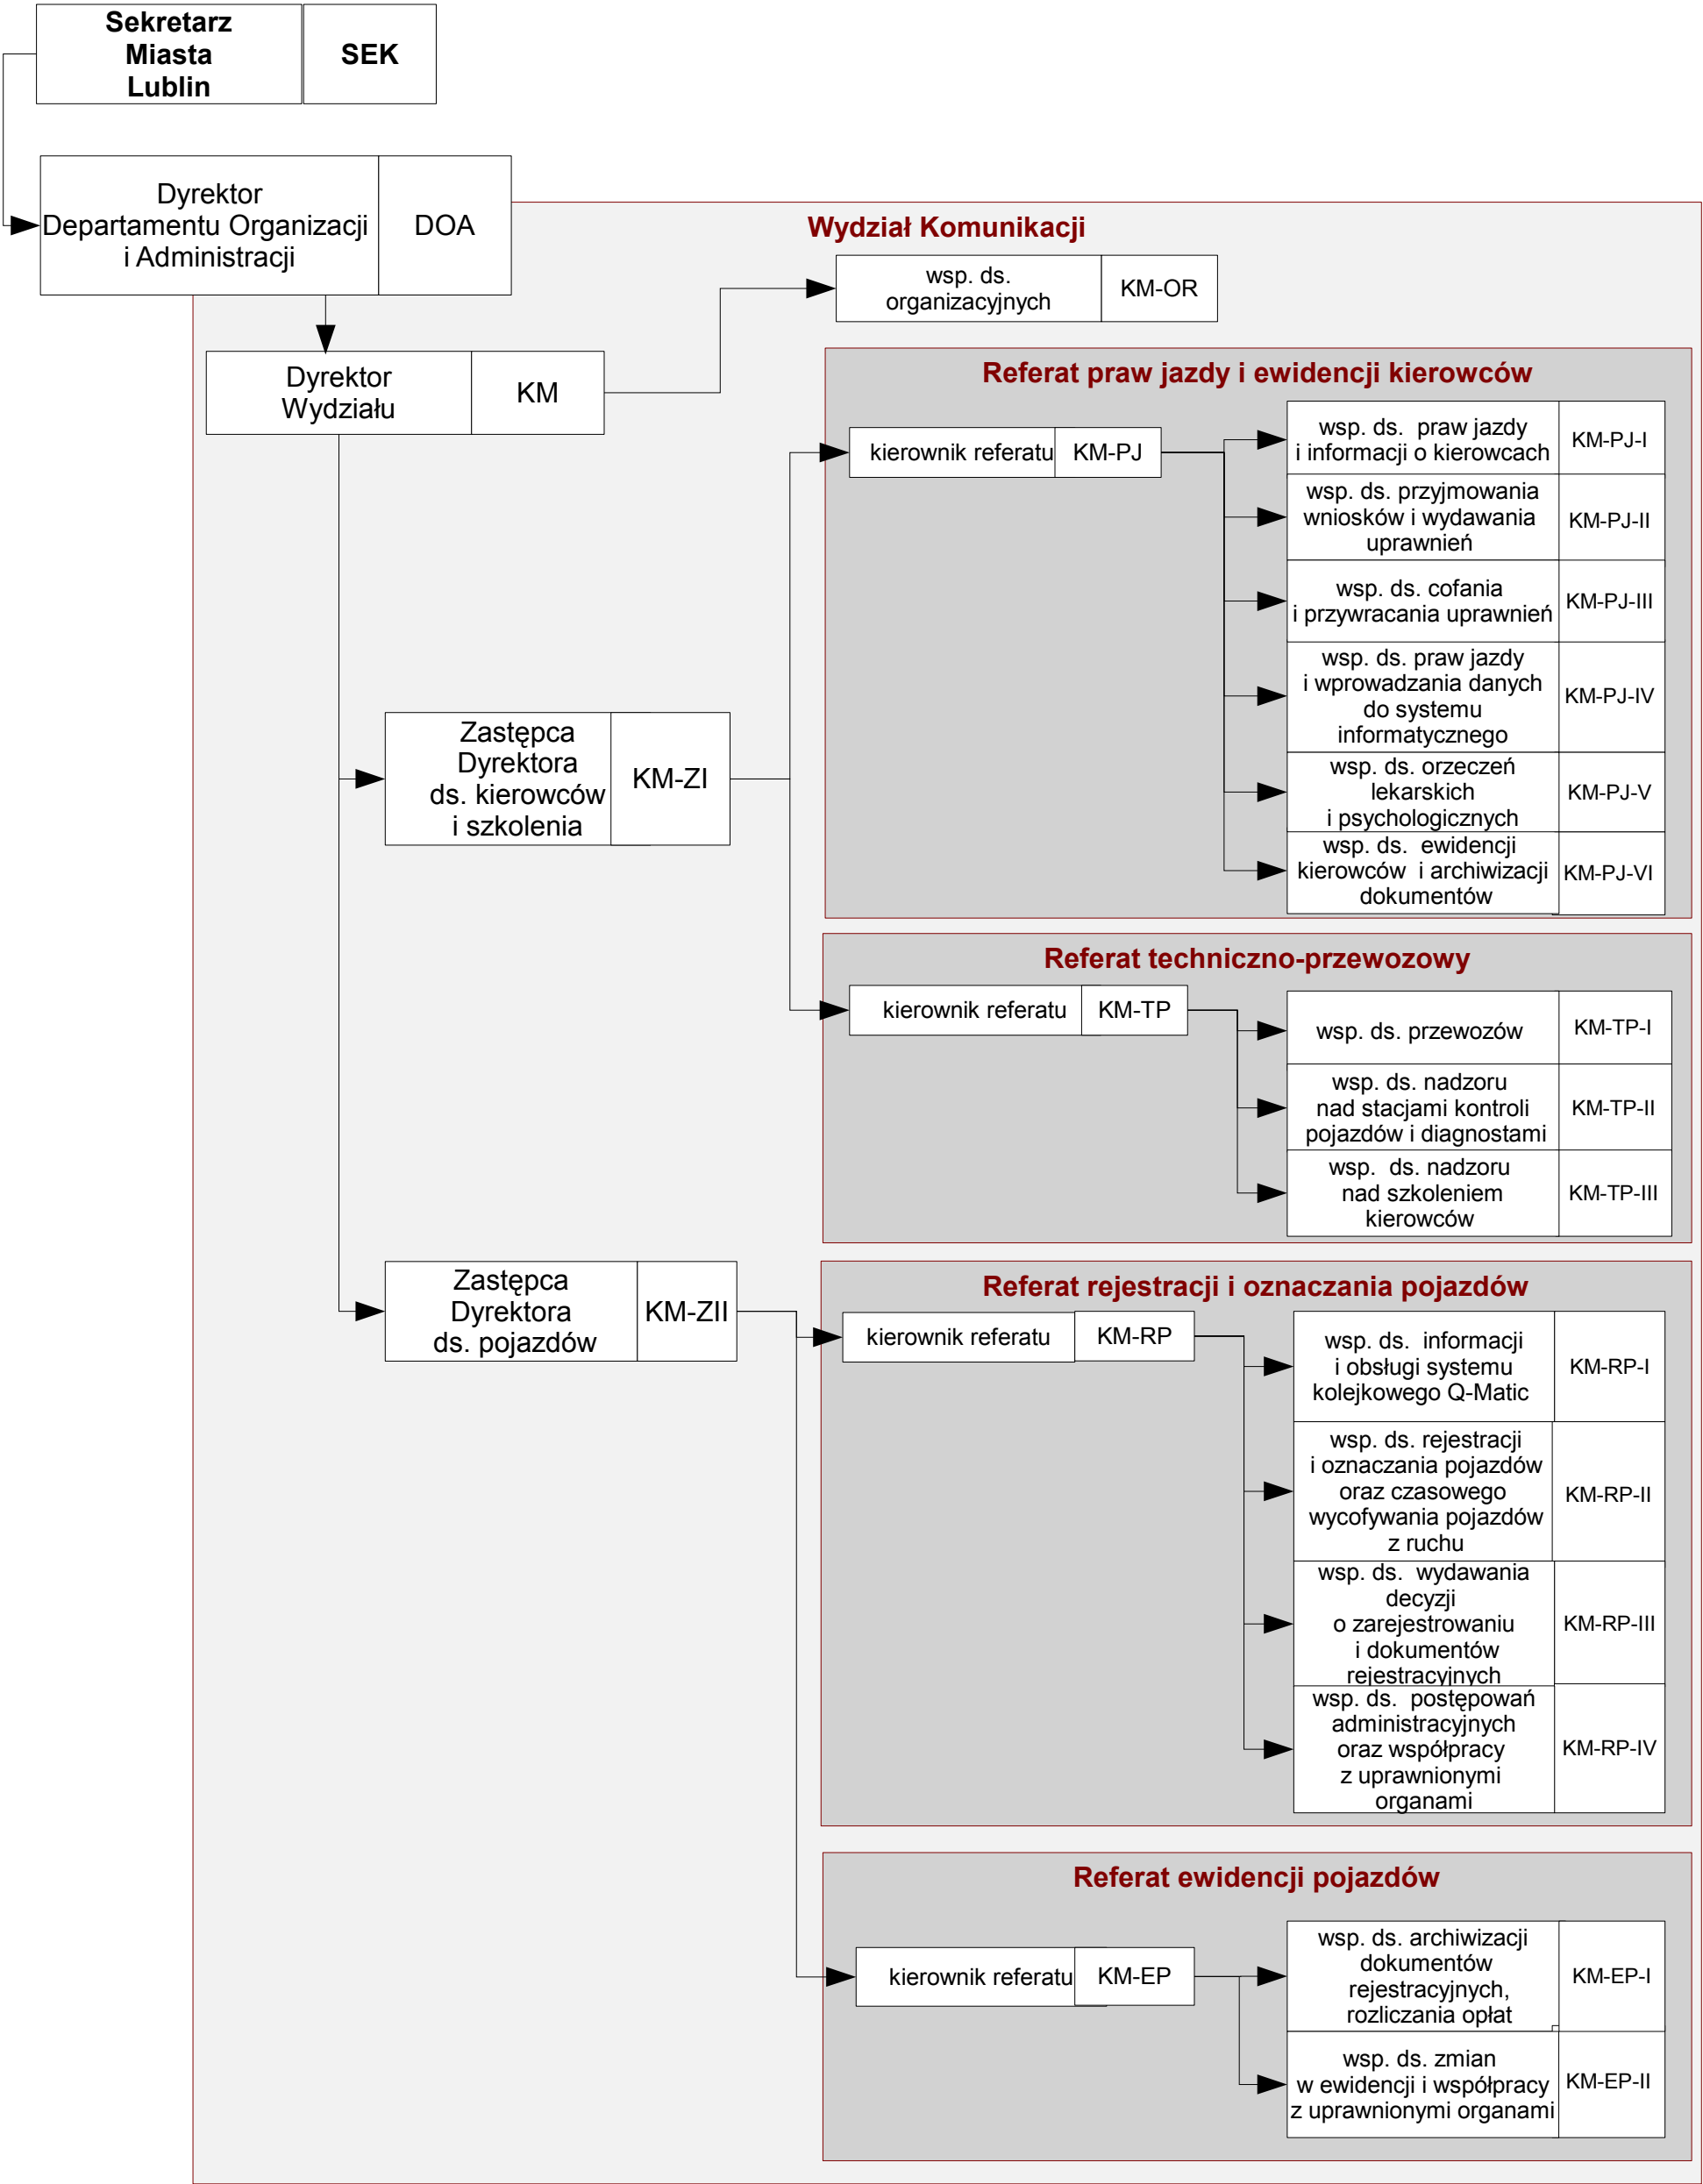 Sekretarz
Miasta
Lublin
SEK
Dyrektor
Departamentu Organizacji
i Administracji
DOA
Wydział Komunikacji
wsp. ds.
organizacyjnych
KM-OR
Dyrektor
Wydziału
KM
Referat praw jazdy i ewidencji kierowców
kierownik referatu
KM-PJ
wsp. ds. praw jazdy
i informacji o kierowcach
KM-PJ-I
wsp. ds. przyjmowania
wniosków i wydawania
uprawnień
KM-PJ-II
wsp. ds. cofania
i przywracania uprawnień
KM-PJ-III
wsp. ds. praw jazdy
i wprowadzania danych
do systemu
informatycznego
KM-PJ-IV
wsp. ds. orzeczeń
lekarskich
i psychologicznych
KM-PJ-V
wsp. ds. ewidencji
kierowców i archiwizacji
dokumentów
KM-PJ-VI
Zastępca
Dyrektora
ds. kierowców
i szkolenia
KM-ZI
Referat techniczno-przewozowy
kierownik referatu
KM-TP
wsp. ds. przewozów
KM-TP-I
wsp. ds. nadzoru
nad stacjami kontroli
pojazdów i diagnostami
KM-TP-II
wsp. ds. nadzoru
nad szkoleniem
kierowców
KM-TP-III
Zastępca
Dyrektora
ds. pojazdów
KM-ZII
Referat rejestracji i oznaczania pojazdów
kierownik referatu
KM-RP
wsp. ds. informacji
i obsługi systemu
kolejkowego Q-Matic
KM-RP-I
wsp. ds. rejestracji
i oznaczania pojazdów
oraz czasowego
wycofywania pojazdów
z ruchu
KM-RP-II
wsp. ds. wydawania
decyzji
o zarejestrowaniu
i dokumentów
rejestracyjnych
KM-RP-III
wsp. ds. postępowań
administracyjnych
oraz współpracy
z uprawnionymi
organami
KM-RP-IV
Referat ewidencji pojazdów
kierownik referatu
KM-EP
wsp. ds. archiwizacji
dokumentów
rejestracyjnych,
rozliczania opłat
KM-EP-I
wsp. ds. zmian
w ewidencji i współpracy
z uprawnionymi organami
KM-EP-II